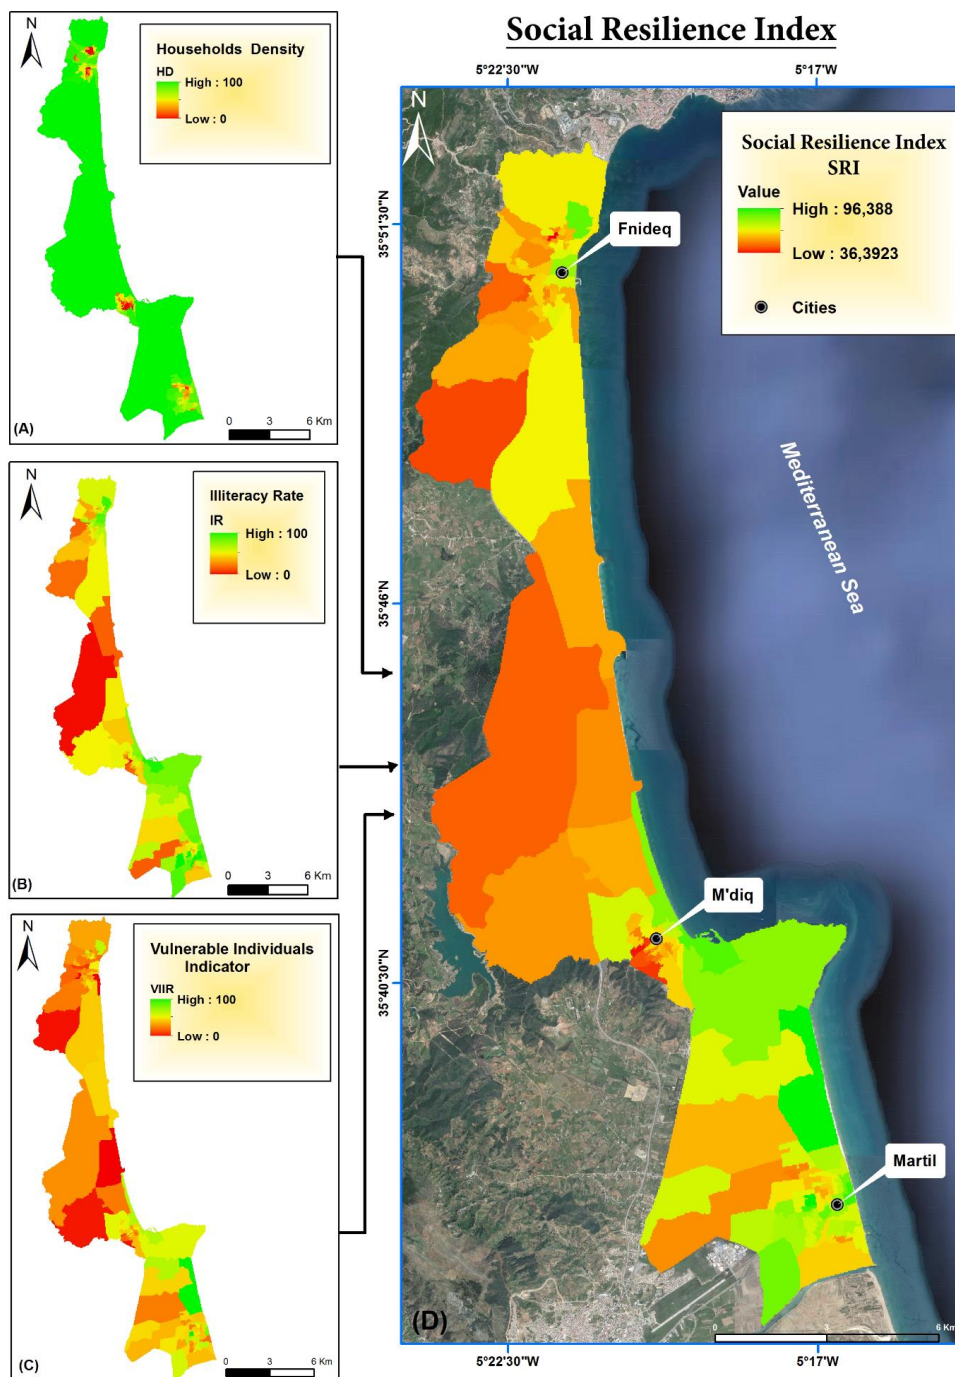 Social Resilience Index
N
Households Density
HD
High : 100
Low : 0
0 3 6 Km
(A)
N
Illiteracy Rate
IR
High : 100
Low : 0
0 3 6 Km
(B)
N
Vulnerable Individuals
Indicator
VIIR
High : 100
Low : 0
0 3 6 Km
(C)
5°22'30"W 5°17'W
N
Social Resilience Index
SRI
Value
High : 96,388
Low : 36,3923
Cities
35°51'30"N
35°46'N
35°40'30"N
Fnideq
Mediterranean Sea
M'diq
Martil
(D)
0 3 6 Km
5°22'30"W 5°17'W